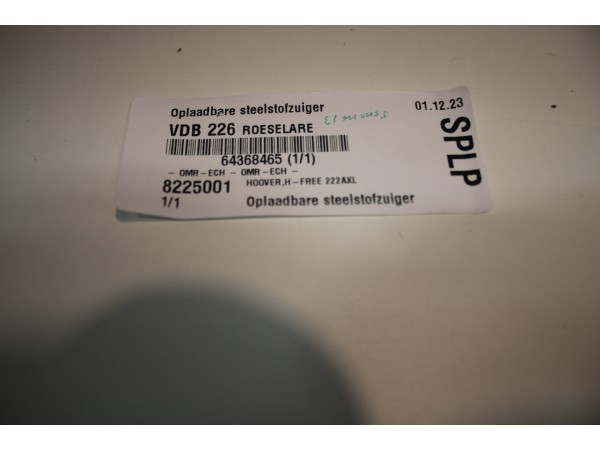 Oplaadbare steelstofzuiger
01.12.23
VDB 226 ROESELARE
SPLP
64368465 (1/1)
- OMR-ECH - OMR-ECH -
8225001 HOOVER,H-FREE 222AXL
1/1 Oplaadbare steelstofzuiger